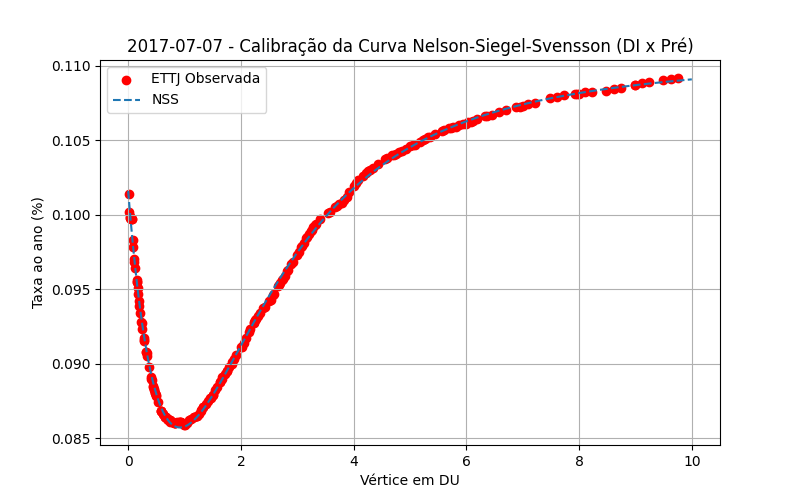 2017-07-07 - Calibração da Curva Nelson-Siegel-Svensson (DI x Pré)
ETTJ Observada
NSS
Taxa ao ano (%)
0.110
0.105
0.100
0.095
0.090
0.085
0
2
4
6
8
10
Vértice em DU